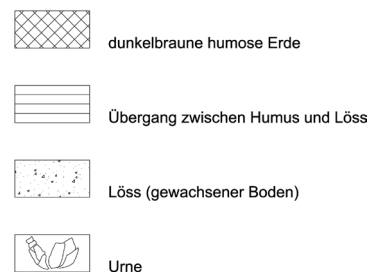 dunkelbraune humose Erde
Übergang zwischen Humus und Löss
Löss (gewachsener Boden)
Urne